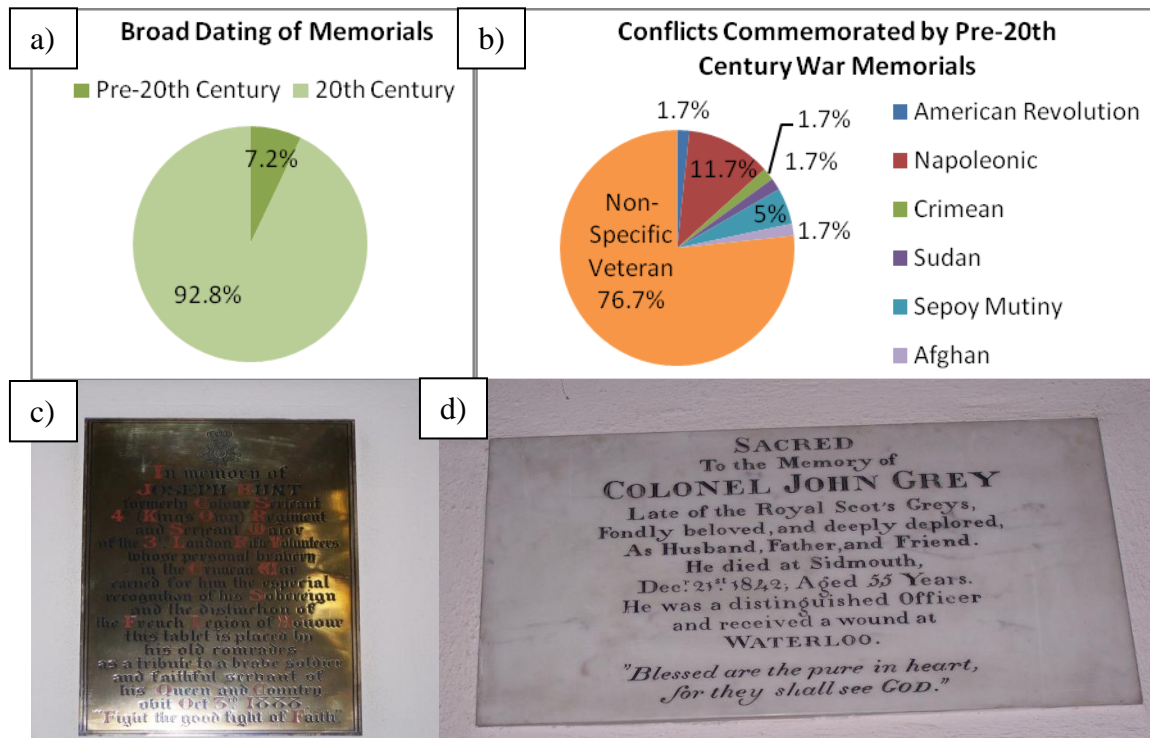 a)
Broad Dating of Memorials
Pre-20th Century 20th Century
7.2%
92.8%
b)
Conflicts Commemorated by Pre-20th
Century War Memorials
1.7%
11.7%
1.7%
1.7%
5%
1.7%
Non-
Specific
Veteran
76.7%
American Revolution
Napoleonic
Crimean
Sudan
Sepoy Mutiny
Afghan
c)
In memory of
JOSEPH HUNT
formerly Colour Serjeant
4th (King's Own) Regiment
and Serjeant Major
of the 3rd London Rifle Volunteers
whose personal bravery
in the Crimean War
earned for him the especial
recognition of his Sovereign
and the distinction of
the French Legion of Honour
this tablet is placed by
his old comrades
as a tribute to a brave soldier
and faithful servant of
his Queen and Country
obit Oct
"Fight the good fight of Faith"
d)
SACRED
To the Memory of
COLONEL JOHN GREY
Late of the Royal Scot's Greys,
Fondly beloved, and deeply deplored,
As Husband, Father, and Friend.
He died at Sidmouth,
Decr. 21st. 1842, Aged 55 Years.
He was a distinguished Officer
and received a wound at
WATERLOO.
"Blessed are the pure in heart,
for they shall see GOD."